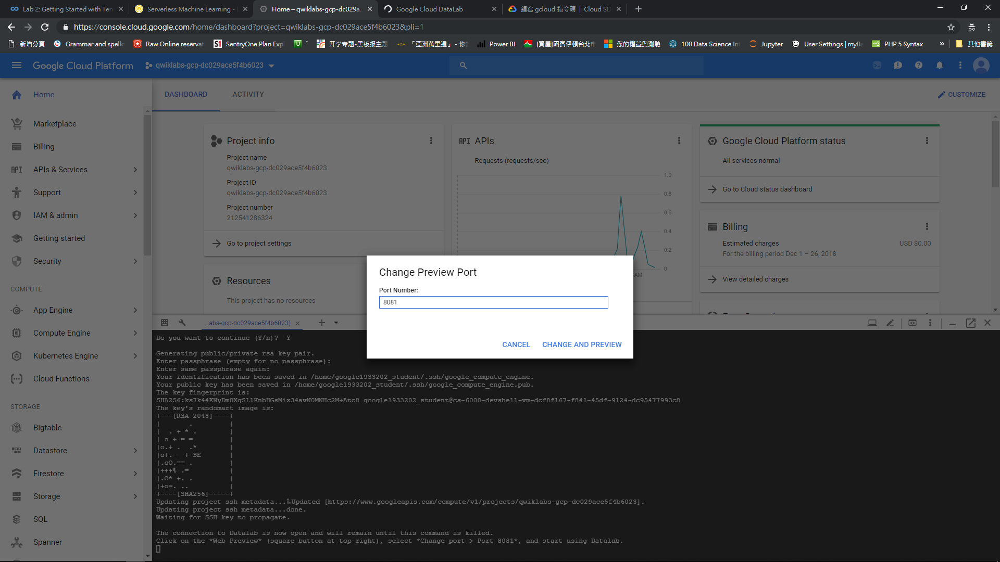 Lab 2: Getting Started with Ten
Serverless Machine Learning - L
Home – qwiklabs-gcp-dc029a
Google Cloud DataLab
編寫 gcloud 指令碼 | Cloud SD
https://console.cloud.google.com/home/dashboard?project=qwiklabs-gcp-dc029ace5f4b6023&pli=1
新增分頁
Grammar and spellc
Raw Online reservat
SentryOne Plan Expl
`
开学专题-黑板报主题
「亞洲萬里通」 - 你的
Power BI
[買屋]國賓伊頓台北市
您的權益與測驗
100 Data Science Int
Jupyter
User Settings | myBa
PHP 5 Syntax
»
其他書籤
Google Cloud Platform
qwiklabs-gcp-dc029ace5f4b6023
Home
DASHBOARD
ACTIVITY
CUSTOMIZE
Marketplace
Billing
API
APIs & Services
Support
IAM & admin
Getting started
Security
COMPUTE
App Engine
Compute Engine
Kubernetes Engine
Cloud Functions
STORAGE
Bigtable
Datastore
Firestore
Storage
SQL
Spanner
Project info
Project name
qwiklabs-gcp-dc029ace5f4b6023
Project ID
qwiklabs-gcp-dc029ace5f4b6023
Project number
212541286324
Go to project settings
Resources
This project has no resources
API APIs
Requests (requests/sec)
1.0
0.8
0.6
0.4
0.2
0
AM
Google Cloud Platform status
All services normal
Go to Cloud status dashboard
Billing
Estimated charges
USD $0.00
For the billing period Dec 1 – 26, 2018
View detailed charges
Change Preview Port
Port Number:
8081
CANCEL
CHANGE AND PREVIEW
...abs-gcp-dc029ace5f4b6023)
Do you want to continue (Y/n)?  Y
Generating public/private rsa key pair.
Enter passphrase (empty for no passphrase):
Enter same passphrase again:
Your identification has been saved in /home/google1933202_student/.ssh/google_compute_engine.
Your public key has been saved in /home/google1933202_student/.ssh/google_compute_engine.pub.
The key fingerprint is:
SHA256:ks7k44KNyDm8XgSL1KnbHGsMix34avN0MNHc2M+Atc8 google1933202_student@cs-6000-devshell-vm-dcf8f167-f841-45df-9124-dc95477993c8
The key's randomart image is:
+---[RSA 2048]----+
|       .         |
|  . + * .        |
| o + = =         |
|o.+ .  .*        |
|o+.=  + SE       |
|.oO.== .         |
|+++% .=          |
|.O* +. .         |
|+o=. ..          |
+----[SHA256]-----+
Updating project ssh metadata...⠧Updated [https://www.googleapis.com/compute/v1/projects/qwiklabs-gcp-dc029ace5f4b6023].
Updating project ssh metadata...done.
Waiting for SSH key to propagate.
The connection to Datalab is now open and will remain until this command is killed.
Click on the *Web Preview* (square button at top-right), select *Change port > Port 8081*, and start using Datalab.